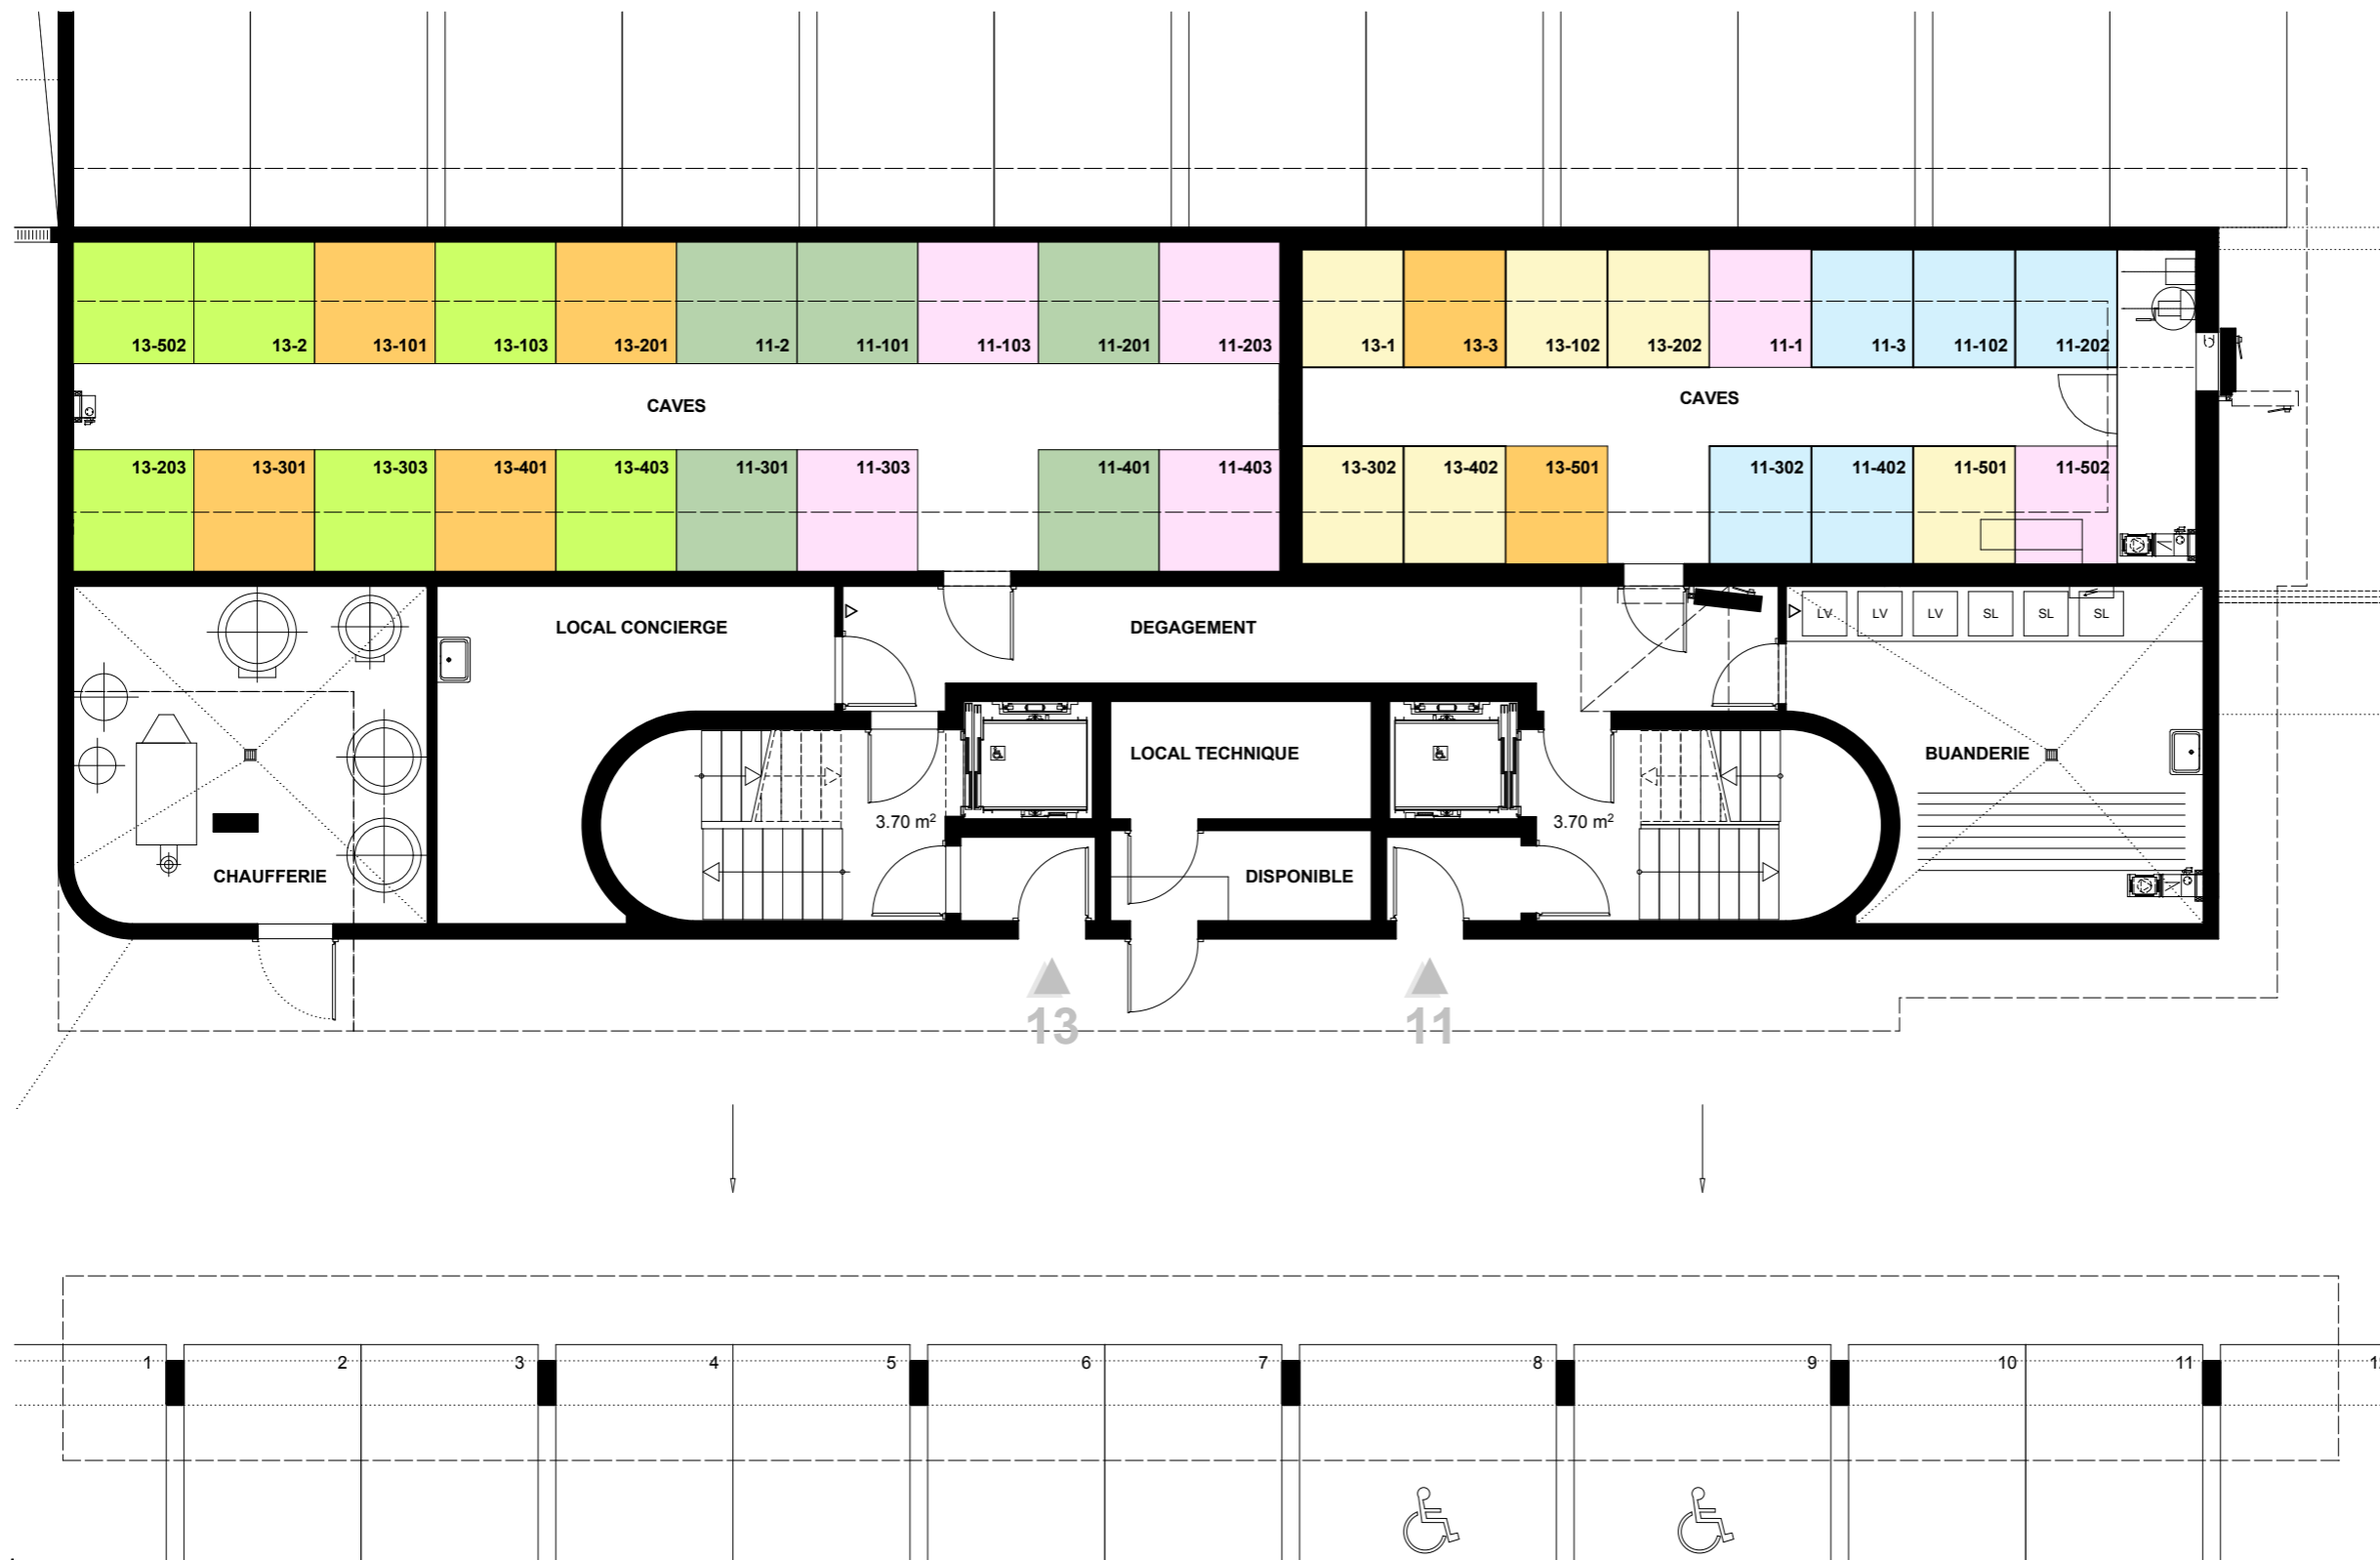 13-502 13-2 13-101 13-103 13-201 11-2 11-101 11-103 11-201 11-203 13-1 13-3 13-102 13-202 11-1 11-3 11-102 11-202
CAVES CAVES
13-203 13-301 13-303 13-401 13-403 11-301 11-303 11-401 11-403 13-302 13-402 13-501 11-302 11-402 11-501 11-502
LV LV LV SL SL SL
LOCAL CONCIERGE DEGAGEMENT
LOCAL TECHNIQUE BUANDERIE
3.70 m² 3.70 m²
CHAUFFERIE DISPONIBLE
13 11
1 2 3 4 5 6 7 8 9 10 11